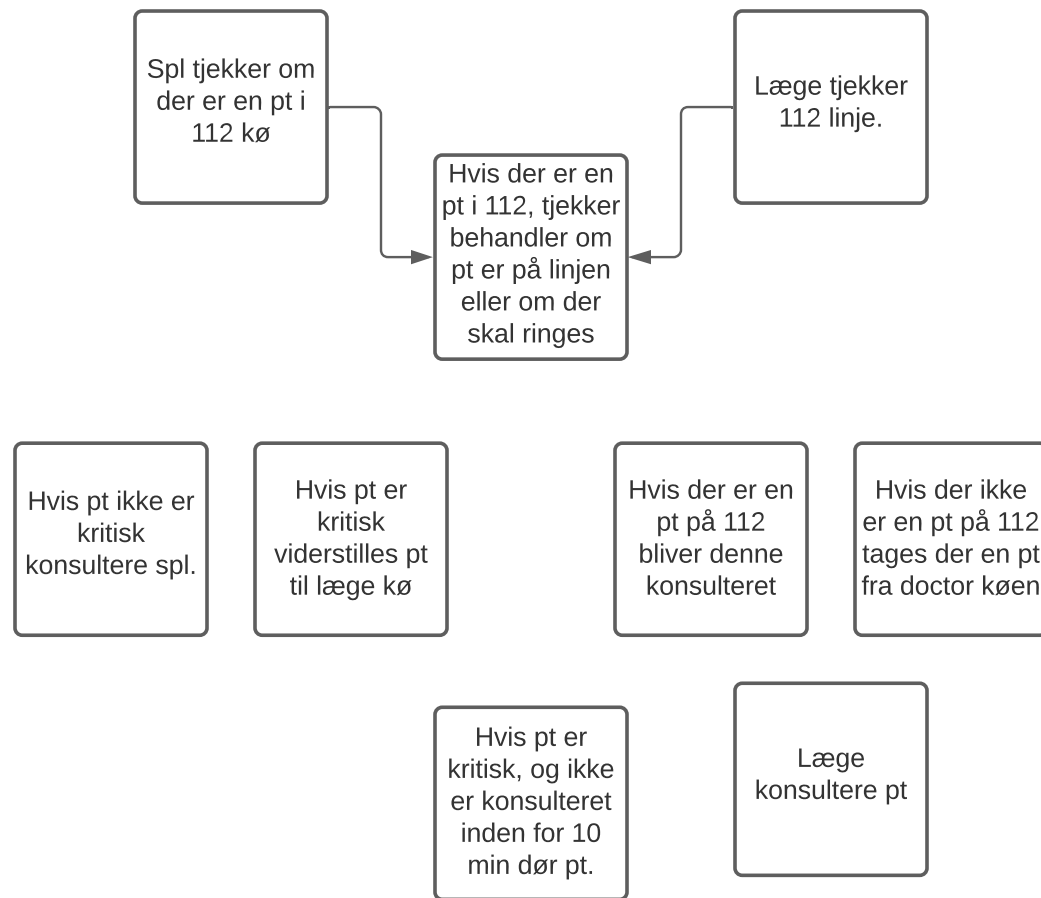 Spl tjekker om
der er en pt i
112 kø
Læge tjekker
112 linje.
Hvis der er en
pt i 112, tjekker
behandler om
pt er på linjen
eller om der
skal ringes
Hvis pt ikke er
kritisk
konsultere spl.
Hvis pt er
kritisk
viderstilles pt
til læge kø
Hvis der er en
pt på 112
bliver denne
konsulteret
Hvis der ikke
er en pt på 112
tages der en pt
fra doctor køen
Hvis pt er
kritisk, og ikke
er konsulteret
inden for 10
min dør pt.
Læge
konsultere pt